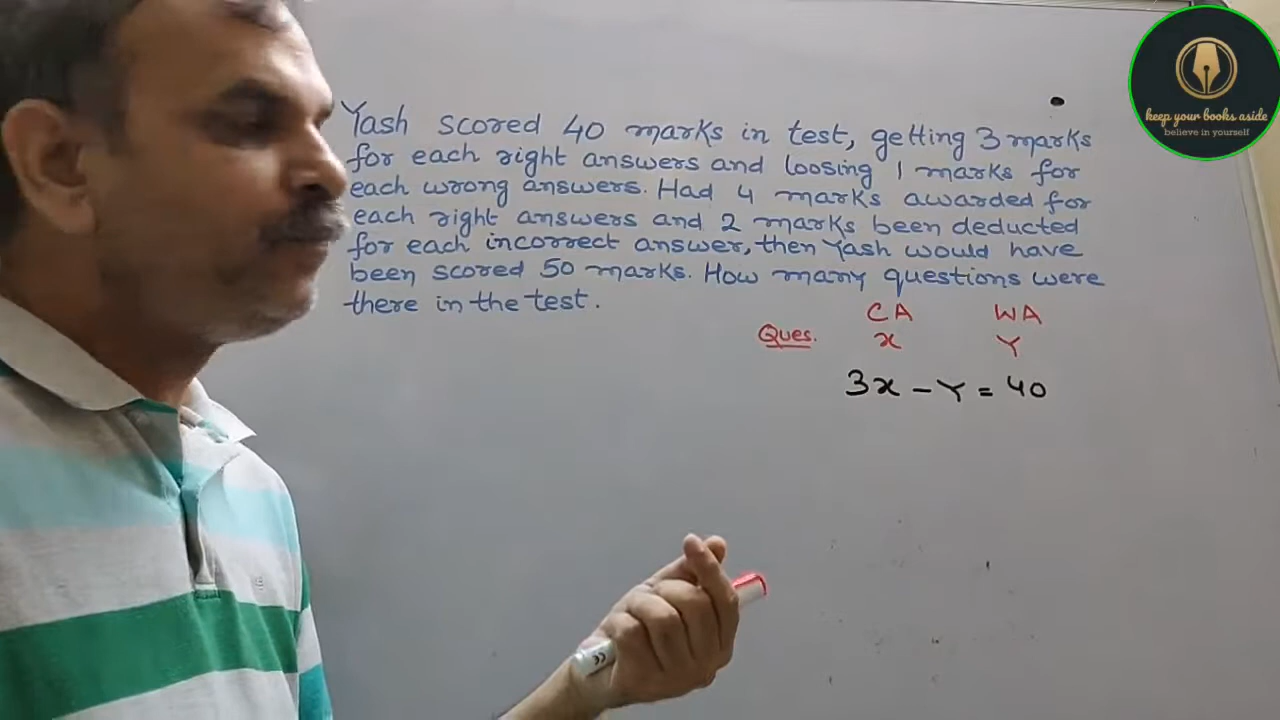 Yash scored 40 marks in test, getting 3 marks
for each right answers and loosing 1 marks for
each wrong answers. Had 4 marks awarded for
each right answers and 2 marks been deducted
for each incorrect answer, then Yash would have
been scored 50 marks. How many questions were
there in the test.
CA WA
Ques. x Y
3x - Y = 40
keep your books aside
believe in yourself